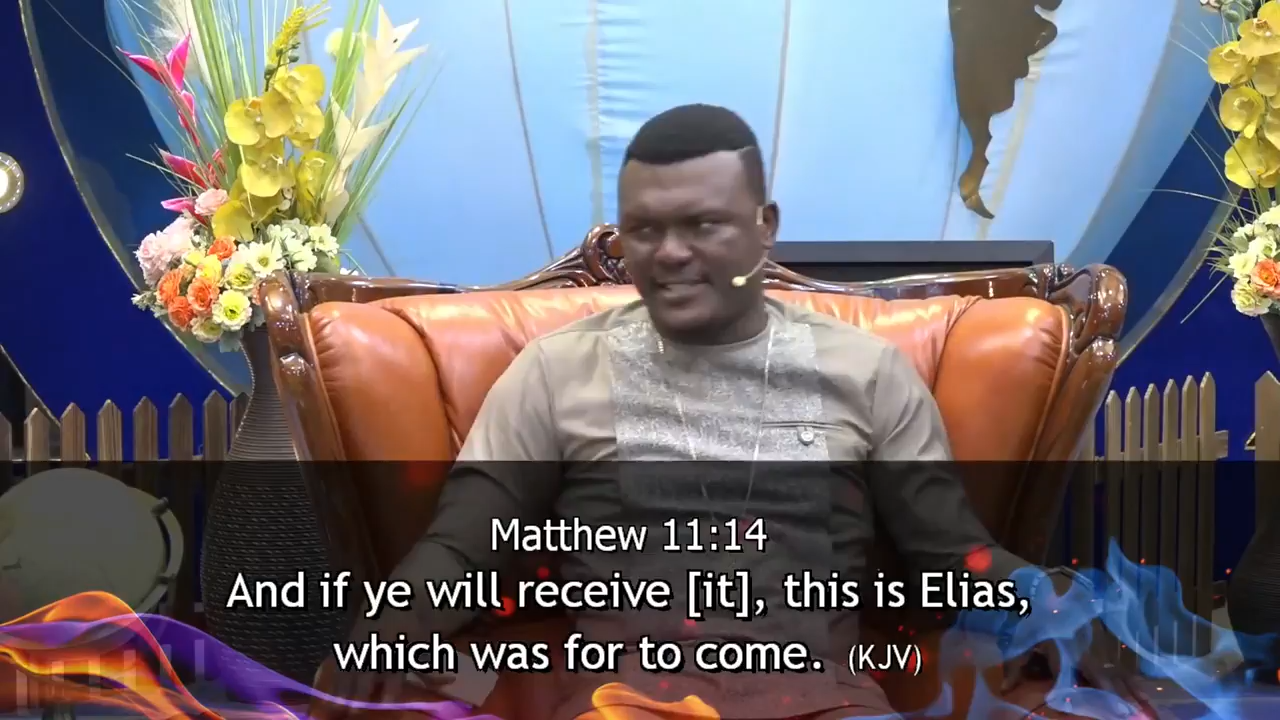 Matthew 11:14
And if ye will receive [it], this is Elias,
which was for to come. (KJV)